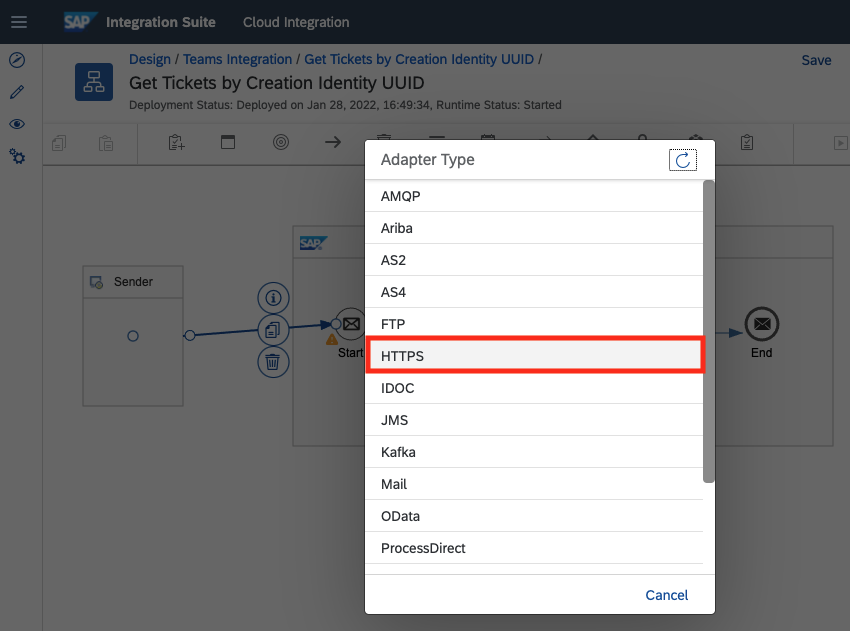 SAP Integration Suite Cloud Integration
Design / Teams Integration / Get Tickets by Creation Identity UUID /
Save
Get Tickets by Creation Identity UUID
Deployment Status: Deployed on Jan 28, 2022, 16:49:34, Runtime Status: Started
Adapter Type
AMQP
Ariba
AS2
AS4
FTP
HTTPS
IDOC
JMS
Kafka
Mail
OData
ProcessDirect
Cancel
SAP
Sender
Start
End